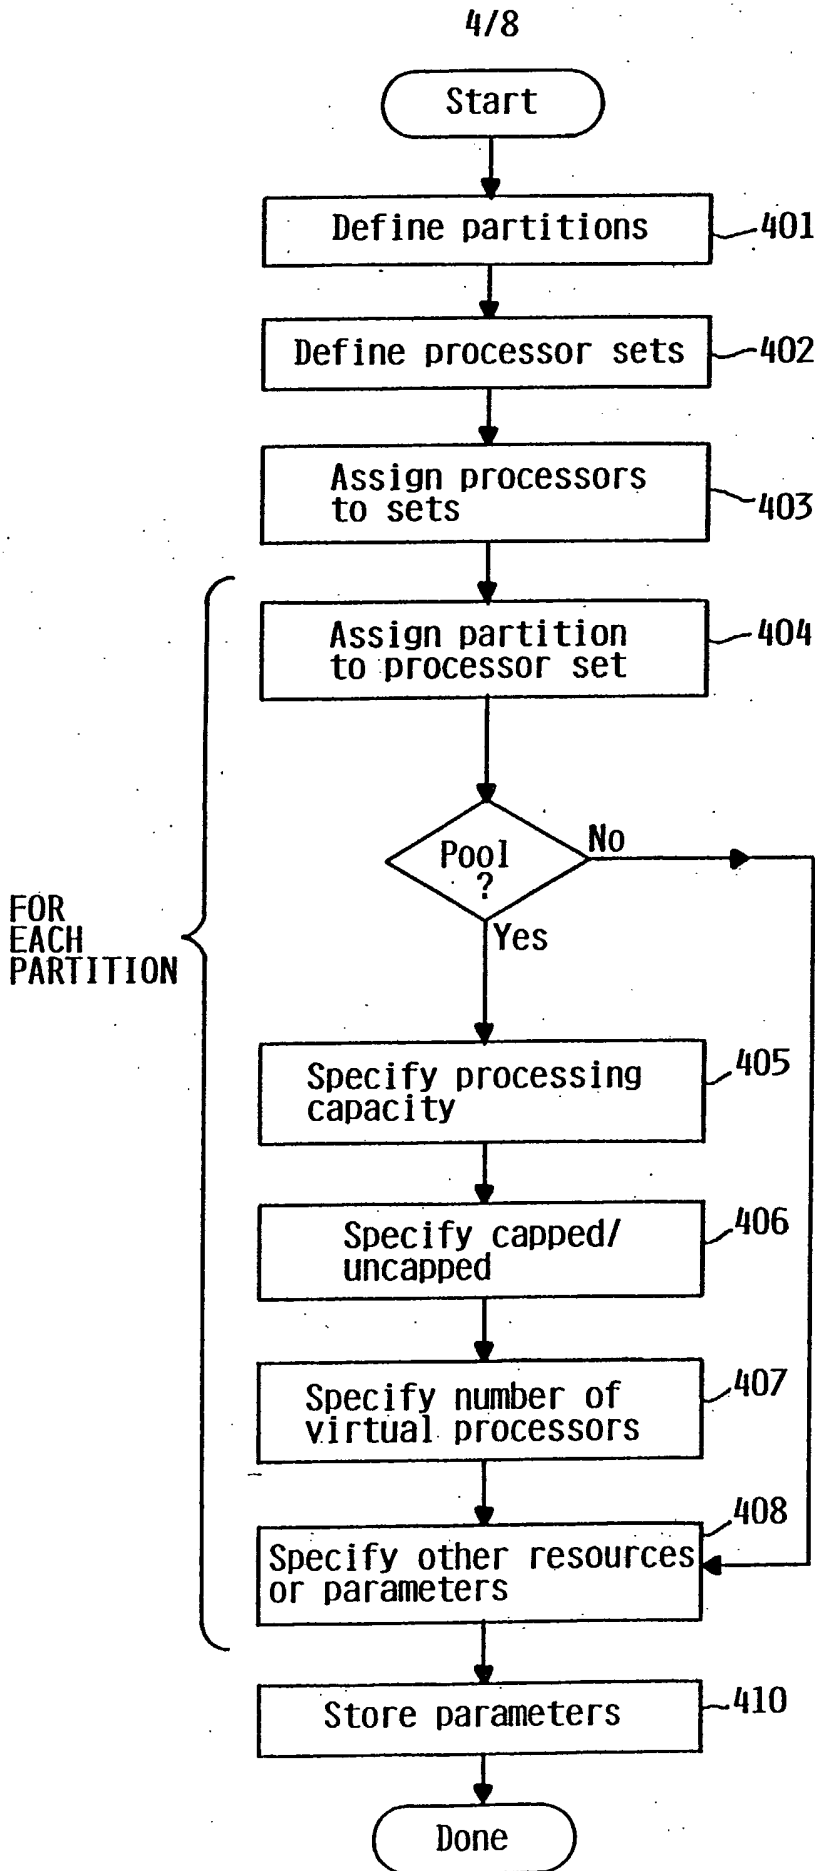 4/8
Start
Define partitions
401
Define processor sets
402
Assign processors
to sets
403
Assign partition
to processor set
404
Pool
?
No
Yes
FOR
EACH
PARTITION
Specify processing
capacity
405
Specify capped/
uncapped
406
Specify number of
virtual processors
407
Specify other resources
or parameters
408
Store parameters
410
Done